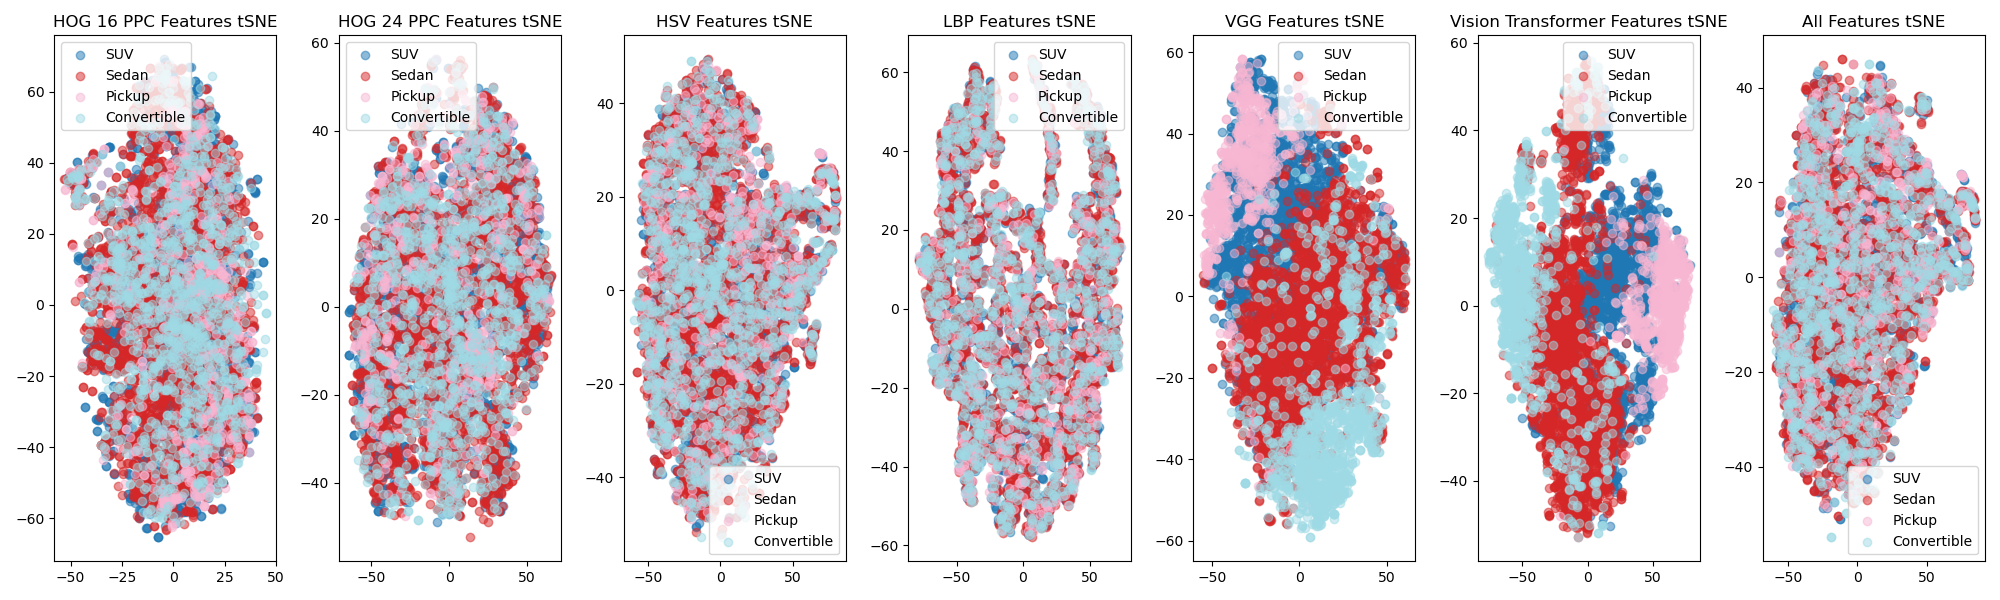 HOG 16 PPC Features tSNE
SUV
Sedan
Pickup
Convertible
60
40
20
0
−20
−40
−60
−50
−25
0
25
50
HOG 24 PPC Features tSNE
SUV
Sedan
Pickup
Convertible
60
40
20
0
−20
−40
−50
0
50
HSV Features tSNE
40
20
0
−20
−40
SUV
Sedan
Pickup
Convertible
−50
0
50
LBP Features tSNE
SUV
Sedan
Pickup
Convertible
60
40
20
0
−20
−40
−60
−50
0
50
VGG Features tSNE
SUV
Sedan
Pickup
Convertible
60
40
20
0
−20
−40
−60
−50
0
50
Vision Transformer Features tSNE
SUV
Sedan
Pickup
Convertible
60
40
20
0
−20
−40
−50
0
50
All Features tSNE
40
20
0
−20
−40
SUV
Sedan
Pickup
Convertible
−50
0
50